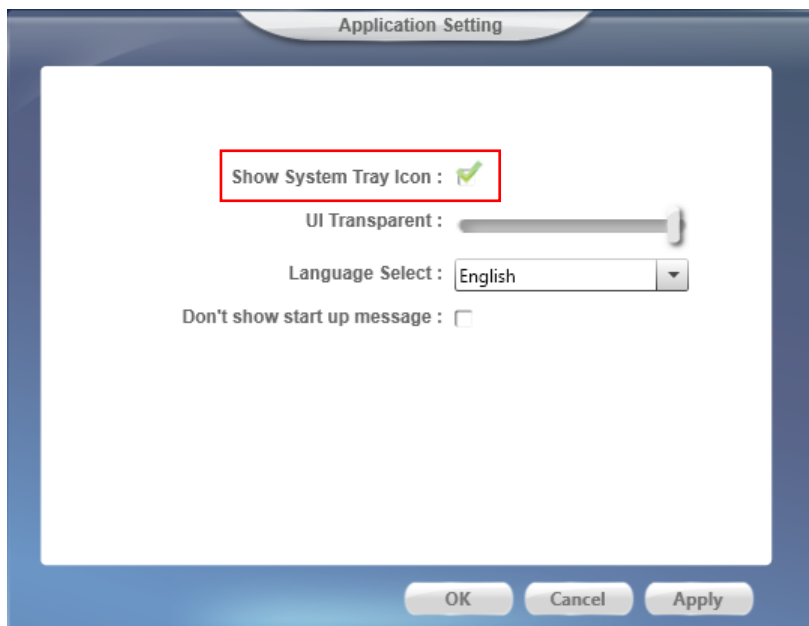 Application Setting
Show System Tray Icon :
UI Transparent :
Language Select : English
Don't show start up message :
OK Cancel Apply